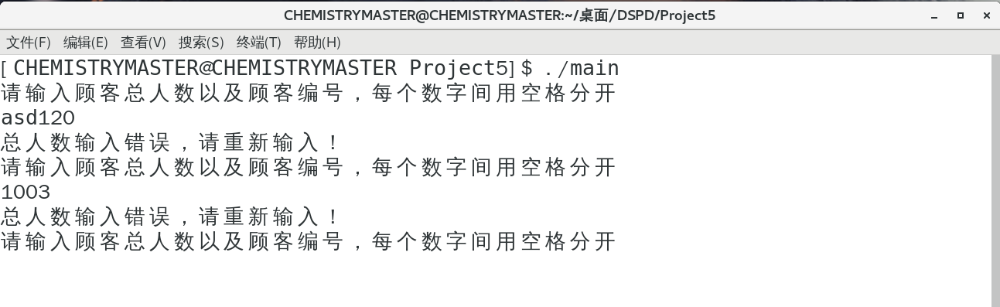 CHEMISTRYMASTER@CHEMISTRYMASTER:~/桌面/DSPD/Project5
文件(F) 编辑(E) 查看(V) 搜索(S) 终端(T) 帮助(H)
[CHEMISTRYMASTER@CHEMISTRYMASTER Project5]$ ./main
请输入顾客总人数以及顾客编号，每个数字间用空格分开
asd120
总人数输入错误，请重新输入！
请输入顾客总人数以及顾客编号，每个数字间用空格分开
1003
总人数输入错误，请重新输入！
请输入顾客总人数以及顾客编号，每个数字间用空格分开